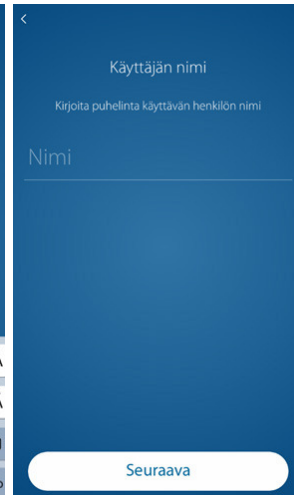 Käyttäjän nimi
Kirjoita puhelinta käyttävän henkilön nimi
Nimi
Seuraava